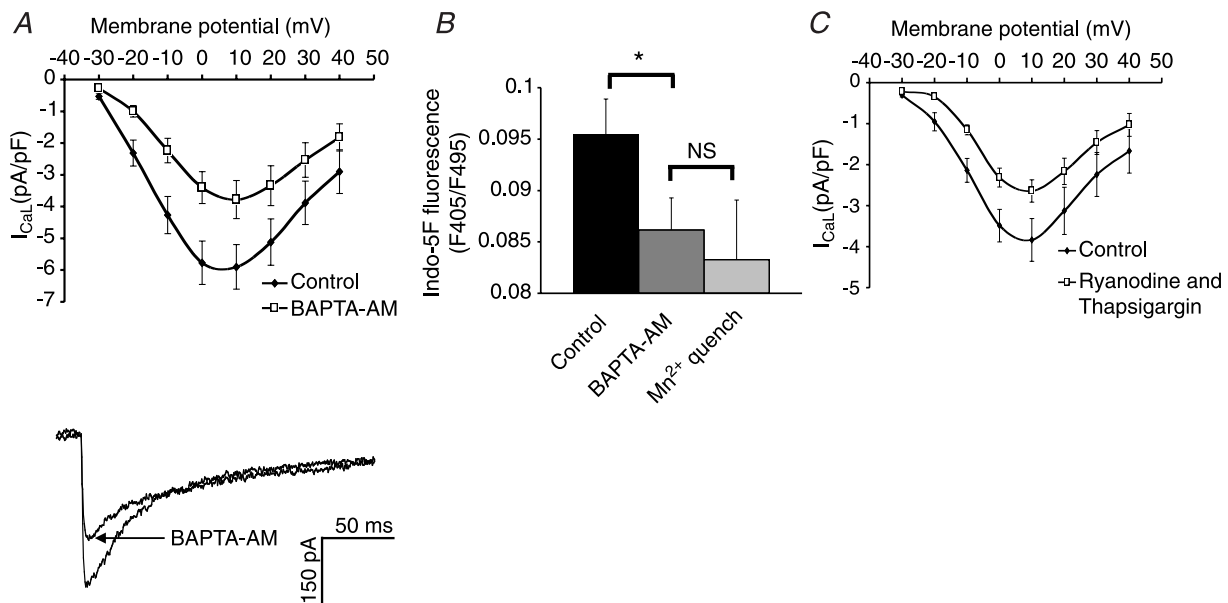 A
Membrane potential (mV)
-40 -30 -20 -10 0 10 20 30 40 50
0
-1
-2
-3
-4
-5
-6
-7
I_CaL (pA/pF)
Control
BAPTA-AM
BAPTA-AM
50 ms
150 pA
B
*
NS
0.1
0.095
0.09
0.085
0.08
Indo-5F fluorescence
(F405/F495)
Control
BAPTA-AM
Mn²⁺ quench
C
Membrane potential (mV)
-40 -30 -20 -10 0 10 20 30 40 50
0
-1
-2
-3
-4
-5
I_CaL (pA/pF)
Control
Ryanodine and
Thapsigargin